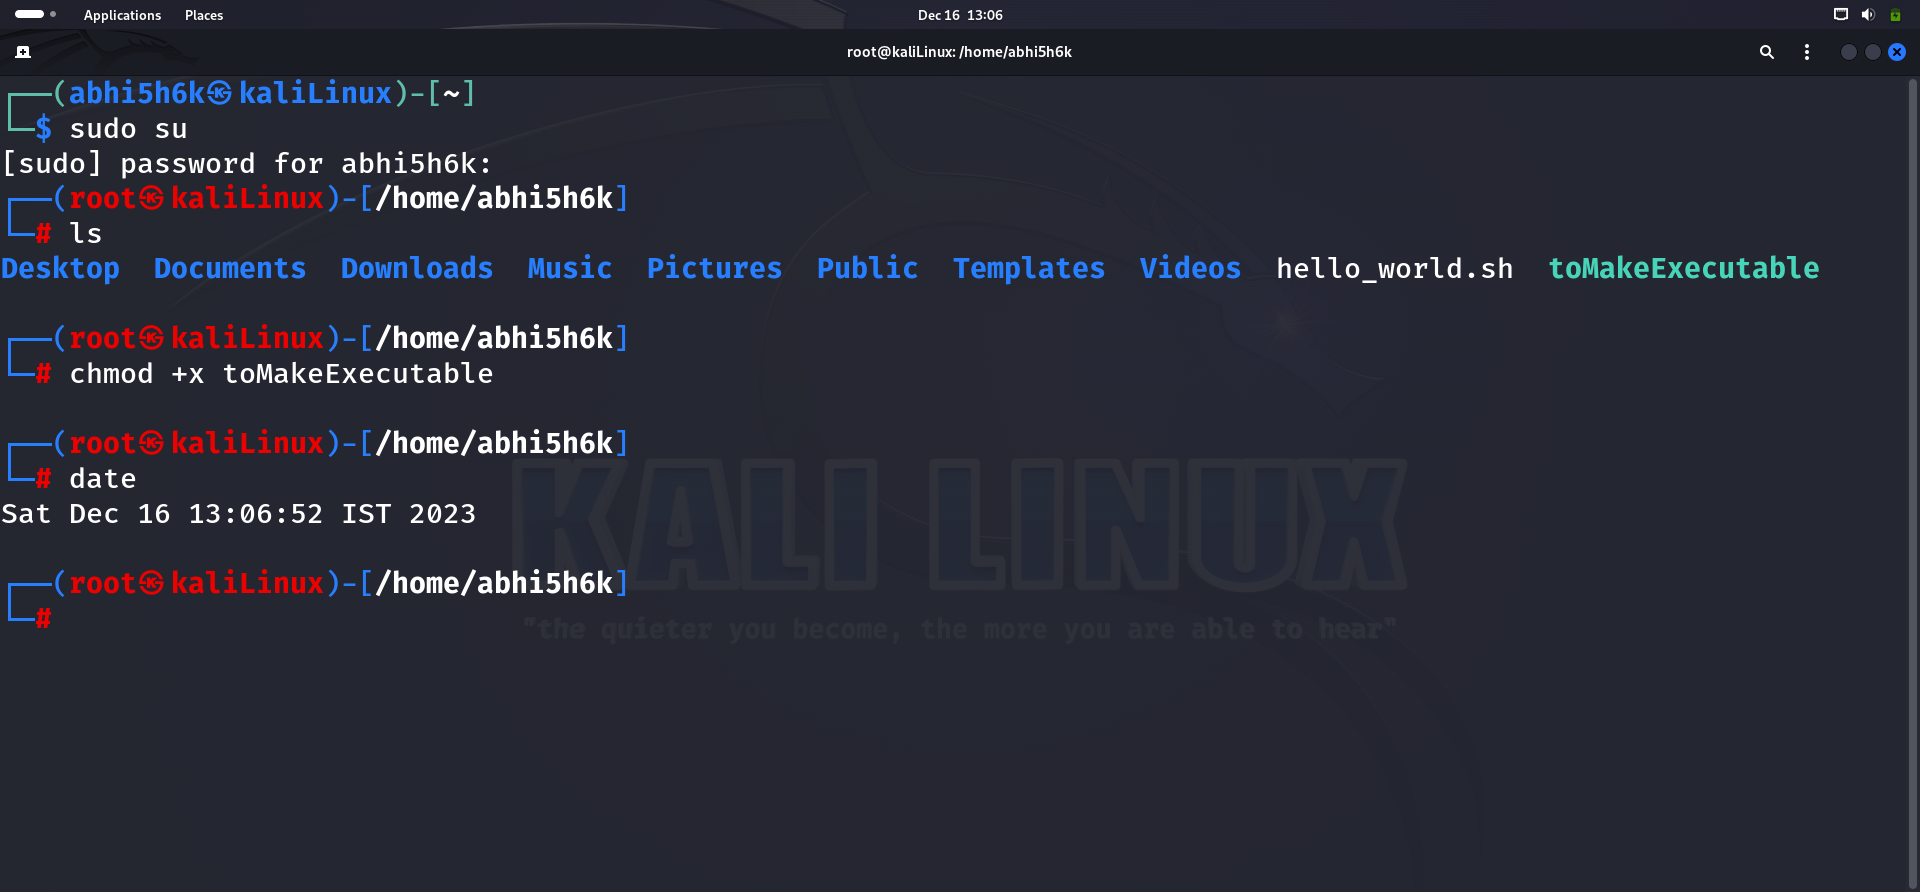 Applications Places Dec 16 13:06
root@kaliLinux: /home/abhi5h6k
┌──(abhi5h6k㉿kaliLinux)-[~]
└─$ sudo su
[sudo] password for abhi5h6k:
┌──(root㉿kaliLinux)-[/home/abhi5h6k]
└─# ls
Desktop Documents Downloads Music Pictures Public Templates Videos hello_world.sh toMakeExecutable
┌──(root㉿kaliLinux)-[/home/abhi5h6k]
└─# chmod +x toMakeExecutable
┌──(root㉿kaliLinux)-[/home/abhi5h6k]
└─# date
Sat Dec 16 13:06:52 IST 2023
┌──(root㉿kaliLinux)-[/home/abhi5h6k]
└─#
KALI LINUX
"the quieter you become, the more you are able to hear"